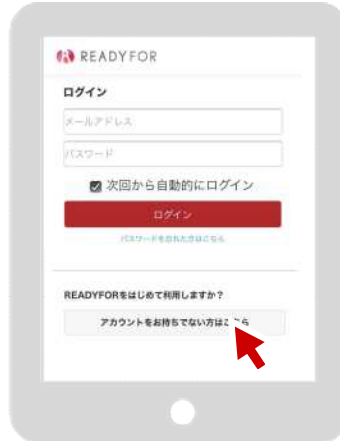 READYFOR
ログイン
メールアドレス
パスワード
次回から自動的にログイン
ログイン
パスワードを忘れた方はこちら
READYFORをはじめて利用しますか？
アカウントをお持ちでない方はこちら